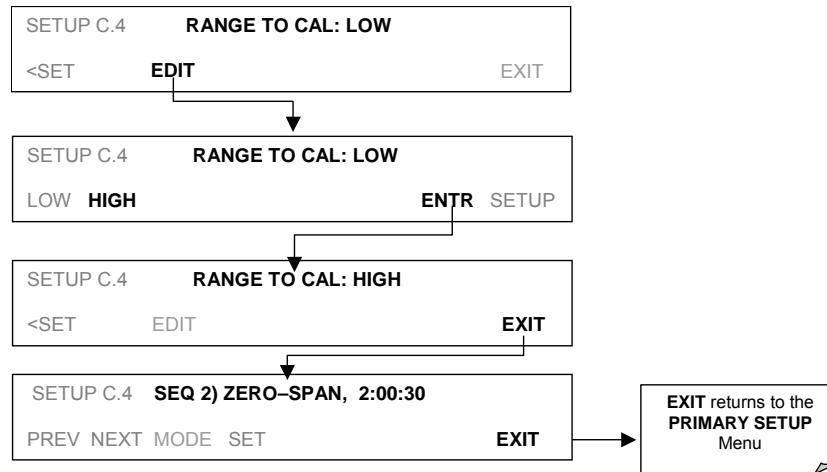 SETUP C.4 RANGE TO CAL: LOW
<SET EDIT EXIT
SETUP C.4 RANGE TO CAL: LOW
LOW HIGH ENTR SETUP
SETUP C.4 RANGE TO CAL: HIGH
<SET EDIT EXIT
SETUP C.4 SEQ 2) ZERO–SPAN, 2:00:30
PREV NEXT MODE SET EXIT
EXIT returns to the
PRIMARY SETUP
Menu